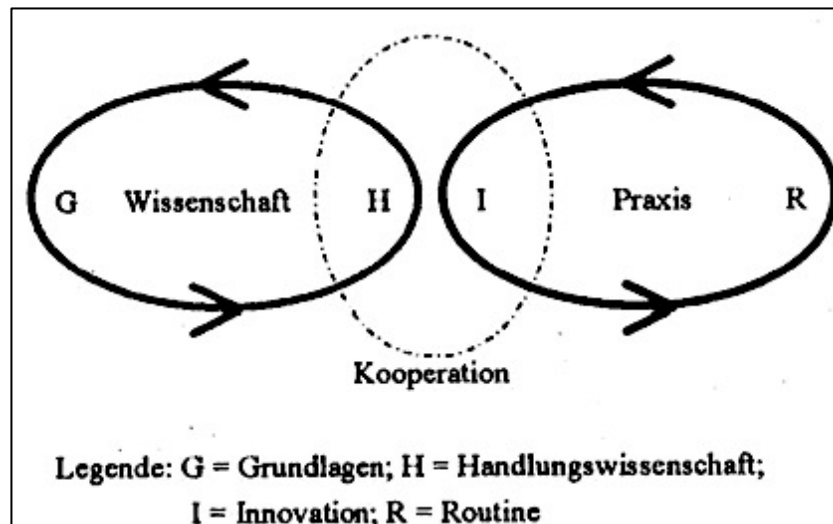 G Wissenschaft H I Praxis R
Kooperation
Legende: G = Grundlagen; H = Handlungswissenschaft;
I = Innovation; R = Routine